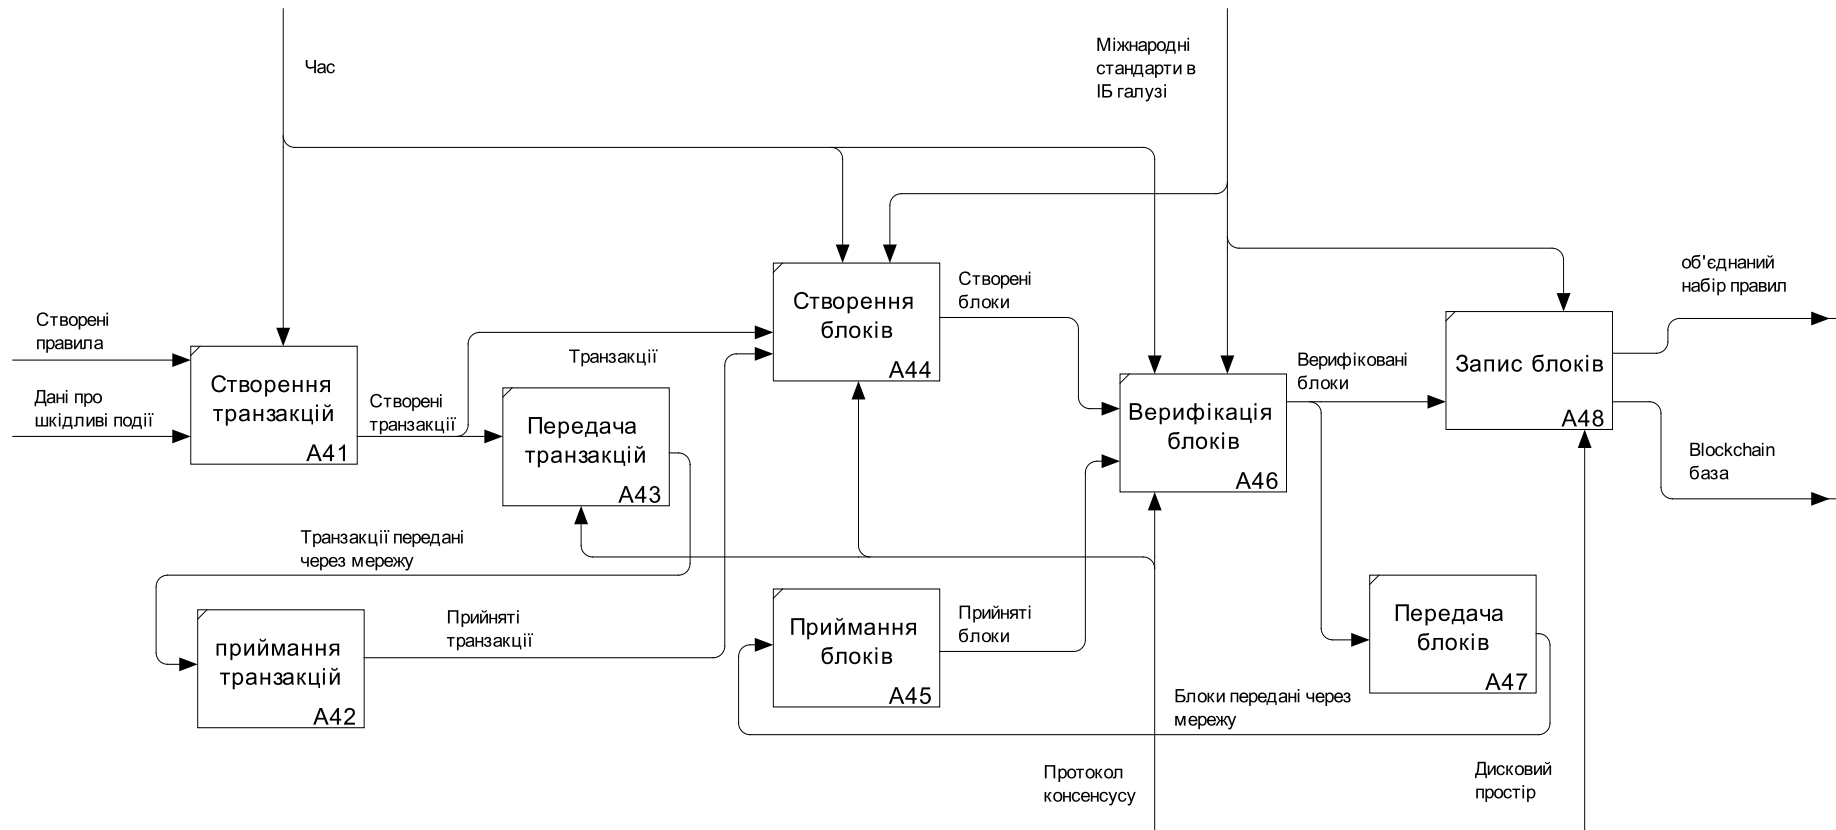 Час
Міжнародні
стандарти в
ІБ галузі
Створені
правила
Дані про
шкідливі події
Створення
транзакцій
A41
Створені
транзакції
Транзакції
Передача
транзакцій
A43
Створення
блоків
A44
Створені
блоки
Верифікація
блоків
A46
Верифіковані
блоки
Запис блоків
A48
об'єднаний
набір правил
Blockchain
база
Транзакції передані
через мережу
приймання
транзакцій
A42
Прийняті
транзакції
Приймання
блоків
A45
Прийняті
блоки
Передача
блоків
A47
Блоки передані через
мережу
Протокол
консенсусу
Дисковий
простір